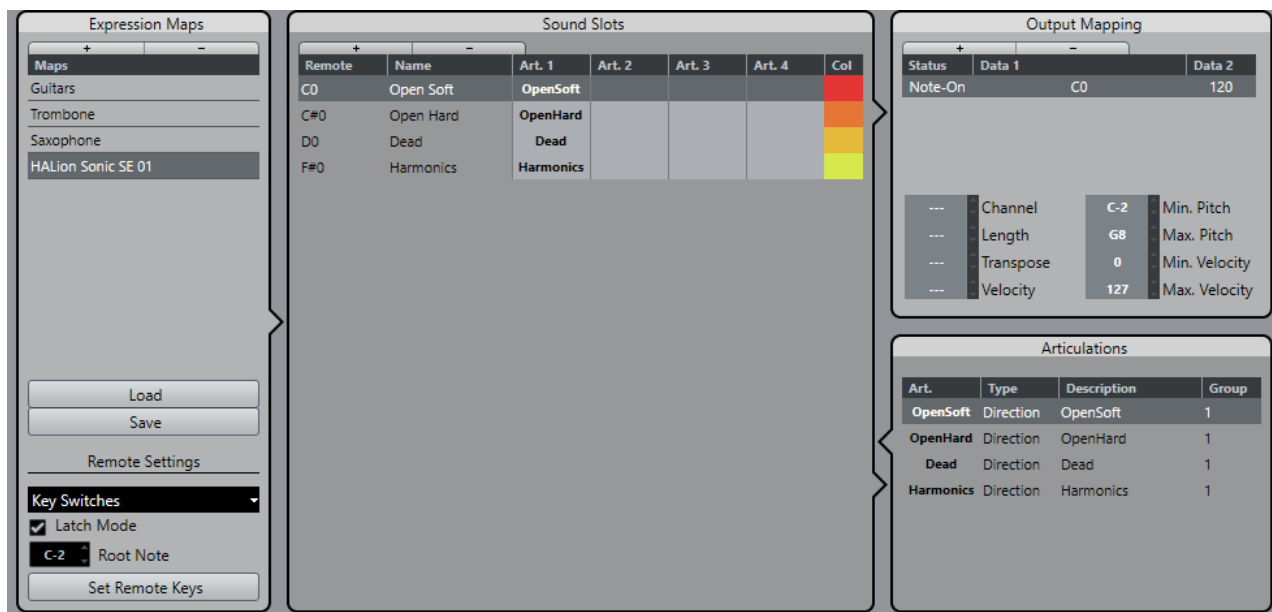 Expression Maps
+ -
Maps
Guitars
Trombone
Saxophone
HALion Sonic SE 01
Load
Save
Remote Settings
Key Switches
Latch Mode
C-2 Root Note
Set Remote Keys
Sound Slots
+ -
Remote Name Art. 1 Art. 2 Art. 3 Art. 4 Col
C0 Open Soft OpenSoft
C#0 Open Hard OpenHard
D0 Dead Dead
F#0 Harmonics Harmonics
Output Mapping
+ -
Status Data 1 Data 2
Note-On C0 120
--- Channel C-2 Min. Pitch
--- Length G8 Max. Pitch
--- Transpose 0 Min. Velocity
--- Velocity 127 Max. Velocity
Articulations
Art. Type Description Group
OpenSoft Direction OpenSoft 1
OpenHard Direction OpenHard 1
Dead Direction Dead 1
Harmonics Direction Harmonics 1